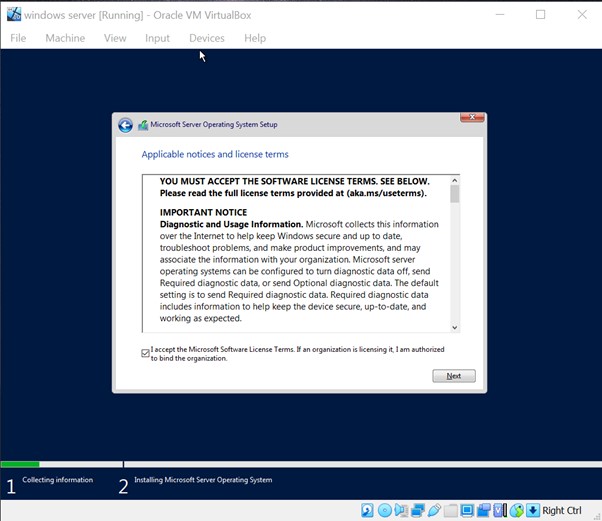 windows server [Running] - Oracle VM VirtualBox
File Machine View Input Devices Help
Microsoft Server Operating System Setup
Applicable notices and license terms
YOU MUST ACCEPT THE SOFTWARE LICENSE TERMS. SEE BELOW.
Please read the full license terms provided at (aka.ms/useterms).
IMPORTANT NOTICE
Diagnostic and Usage Information. Microsoft collects this information
over the Internet to help keep Windows secure and up to date,
troubleshoot problems, and make product improvements, and may
associate the information with your organization. Microsoft server
operating systems can be configured to turn diagnostic data off, send
Required diagnostic data, or send Optional diagnostic data. The default
setting is to send Required diagnostic data. Required diagnostic data
includes information to help keep the device secure, up-to-date, and
working as expected.
I accept the Microsoft Software License Terms. If an organization is licensing it, I am authorized
to bind the organization.
Next
1 Collecting information 2 Installing Microsoft Server Operating System
Right Ctrl